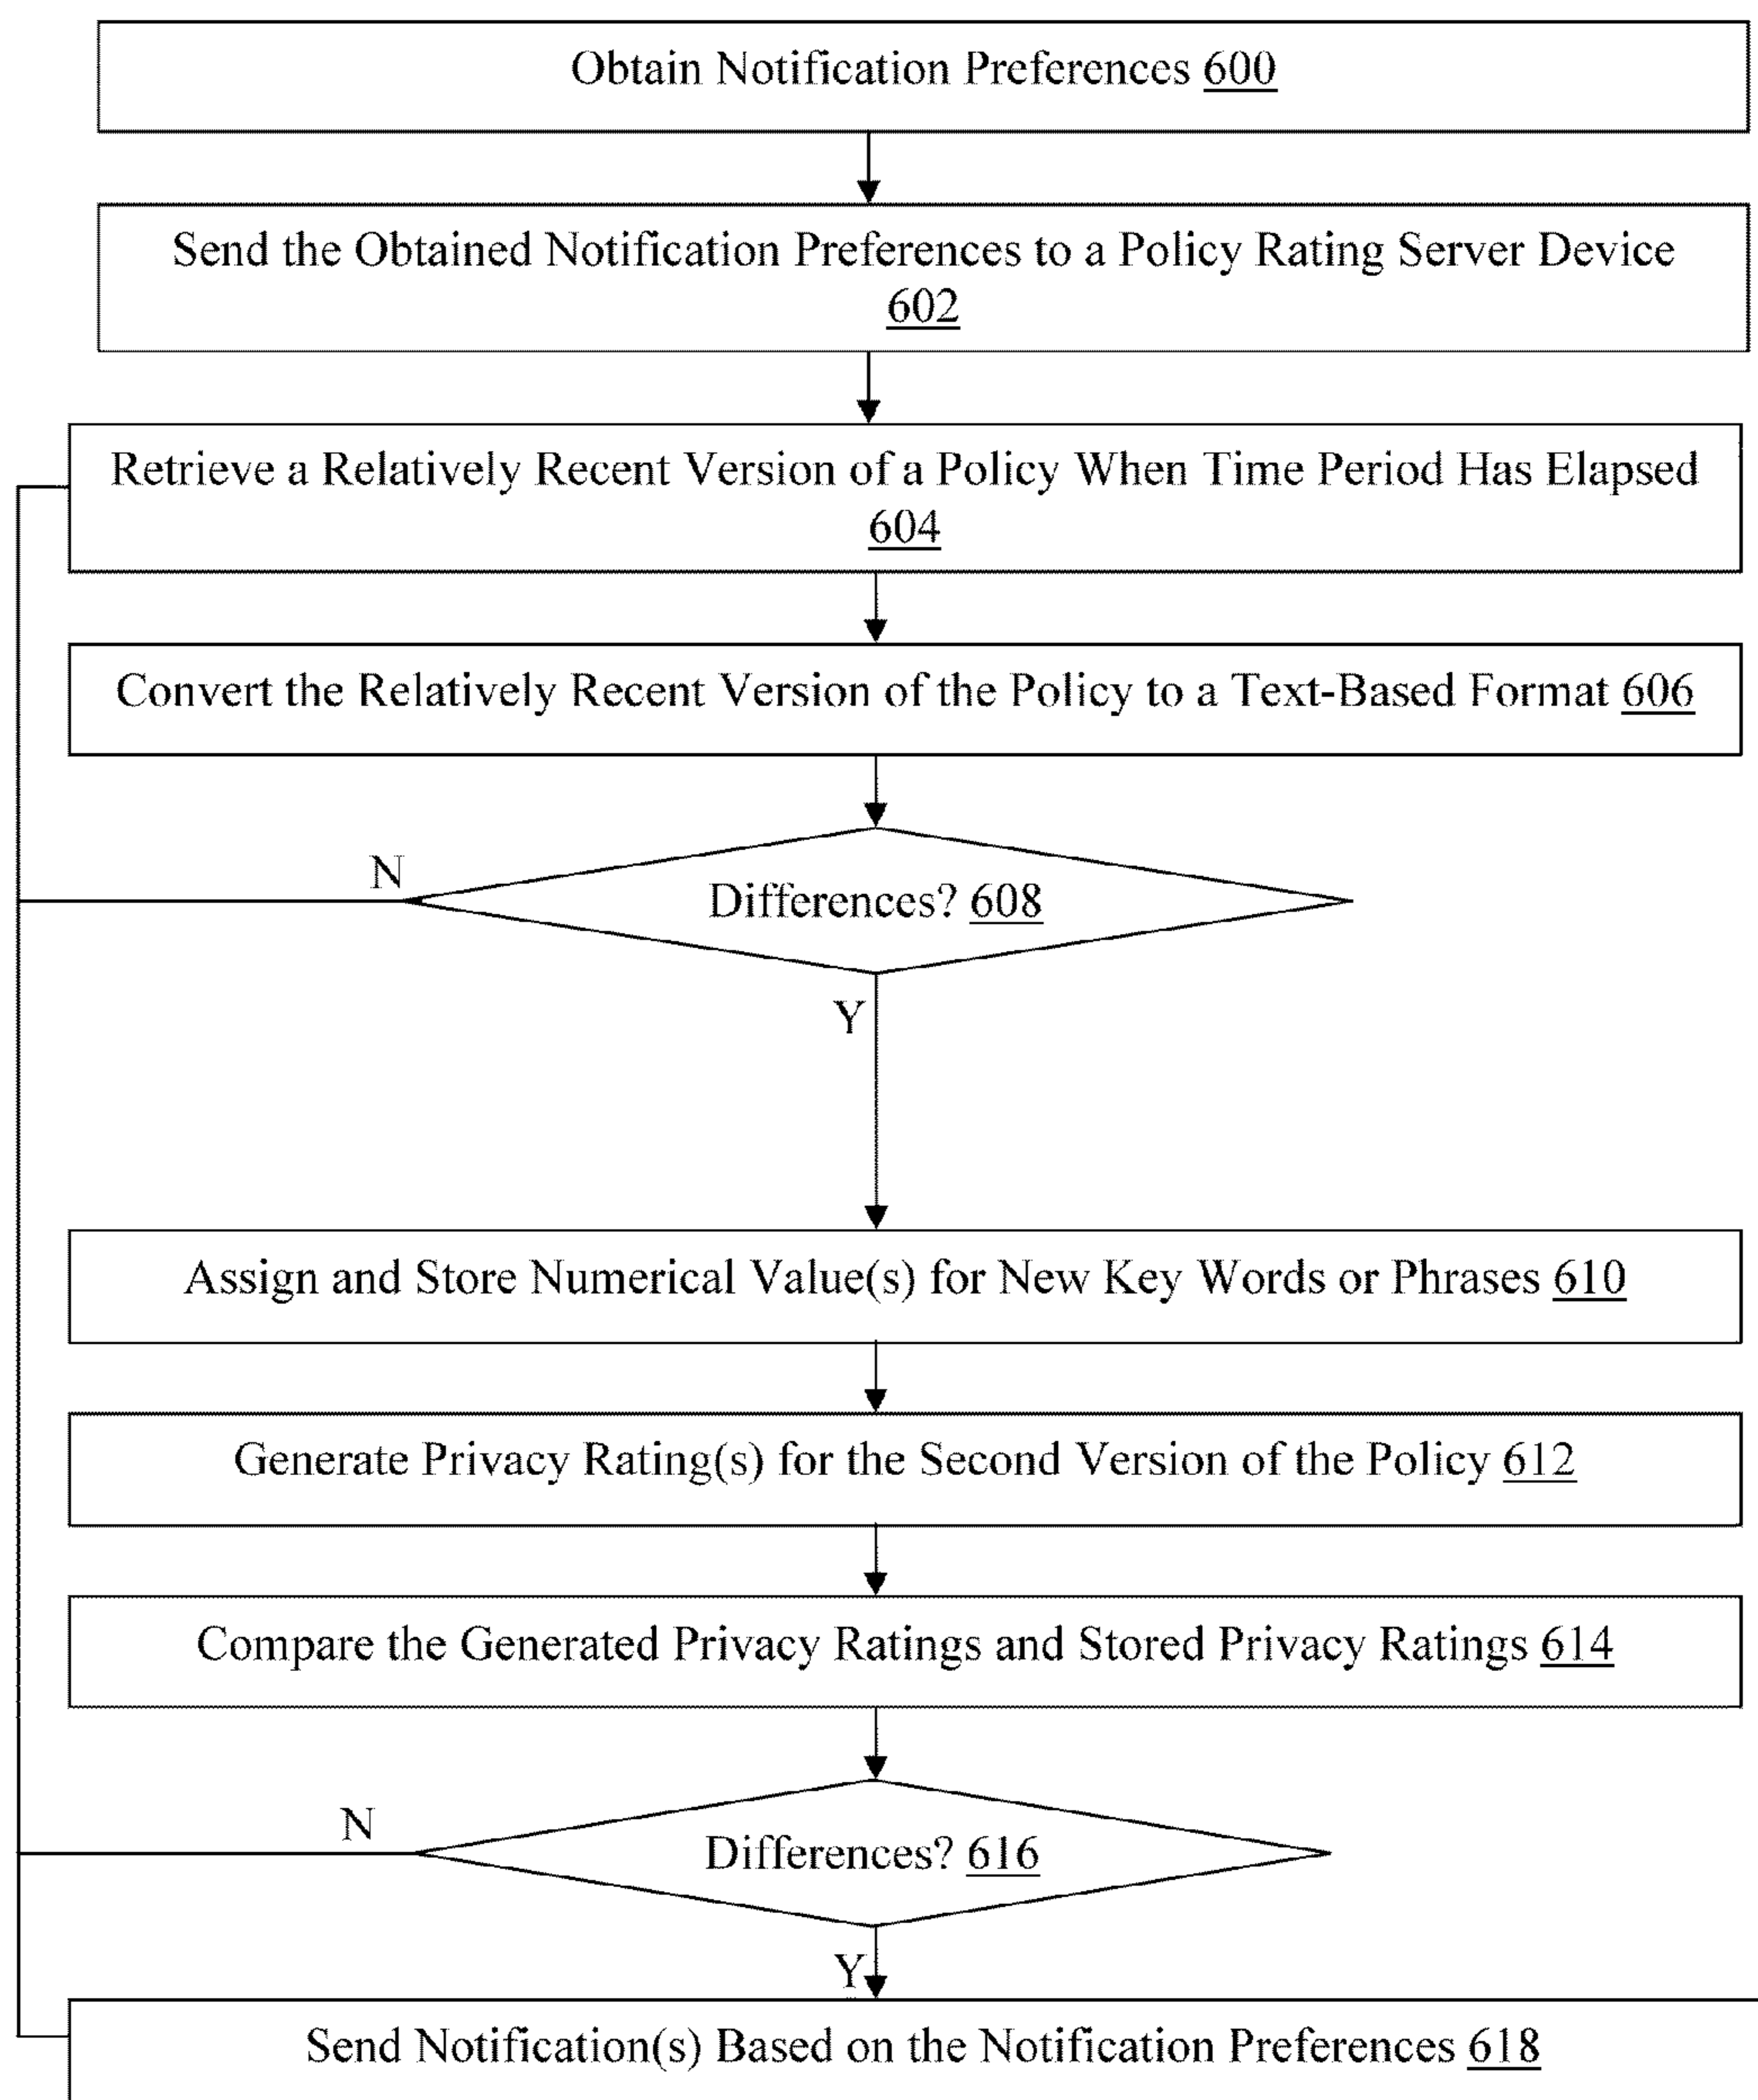 Obtain Notification Preferences 600
Send the Obtained Notification Preferences to a Policy Rating Server Device
602
Retrieve a Relatively Recent Version of a Policy When Time Period Has Elapsed
604
Convert the Relatively Recent Version of the Policy to a Text-Based Format 606
N
Differences? 608
Y
Assign and Store Numerical Value(s) for New Key Words or Phrases 610
Generate Privacy Rating(s) for the Second Version of the Policy 612
Compare the Generated Privacy Ratings and Stored Privacy Ratings 614
N
Differences? 616
Y
Send Notification(s) Based on the Notification Preferences 618